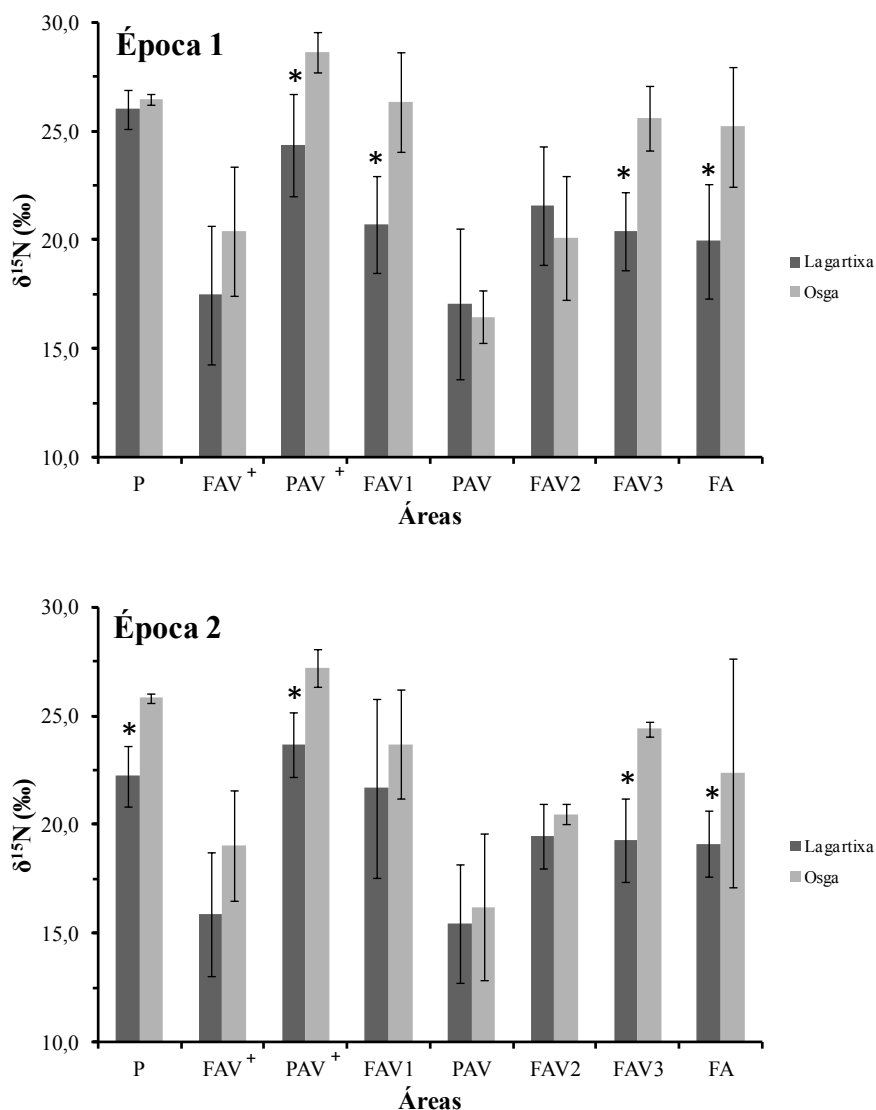 Época 1
30,0
25,0
20,0
15,0
10,0
δ¹⁵N (‰)
* * * * *
P FAV⁺ PAV⁺ FAV1 PAV FAV2 FAV3 FA
Áreas
Lagartixa
Osga
Época 2
30,0
25,0
20,0
15,0
10,0
δ¹⁵N (‰)
* * * *
P FAV⁺ PAV⁺ FAV1 PAV FAV2 FAV3 FA
Áreas
Lagartixa
Osga